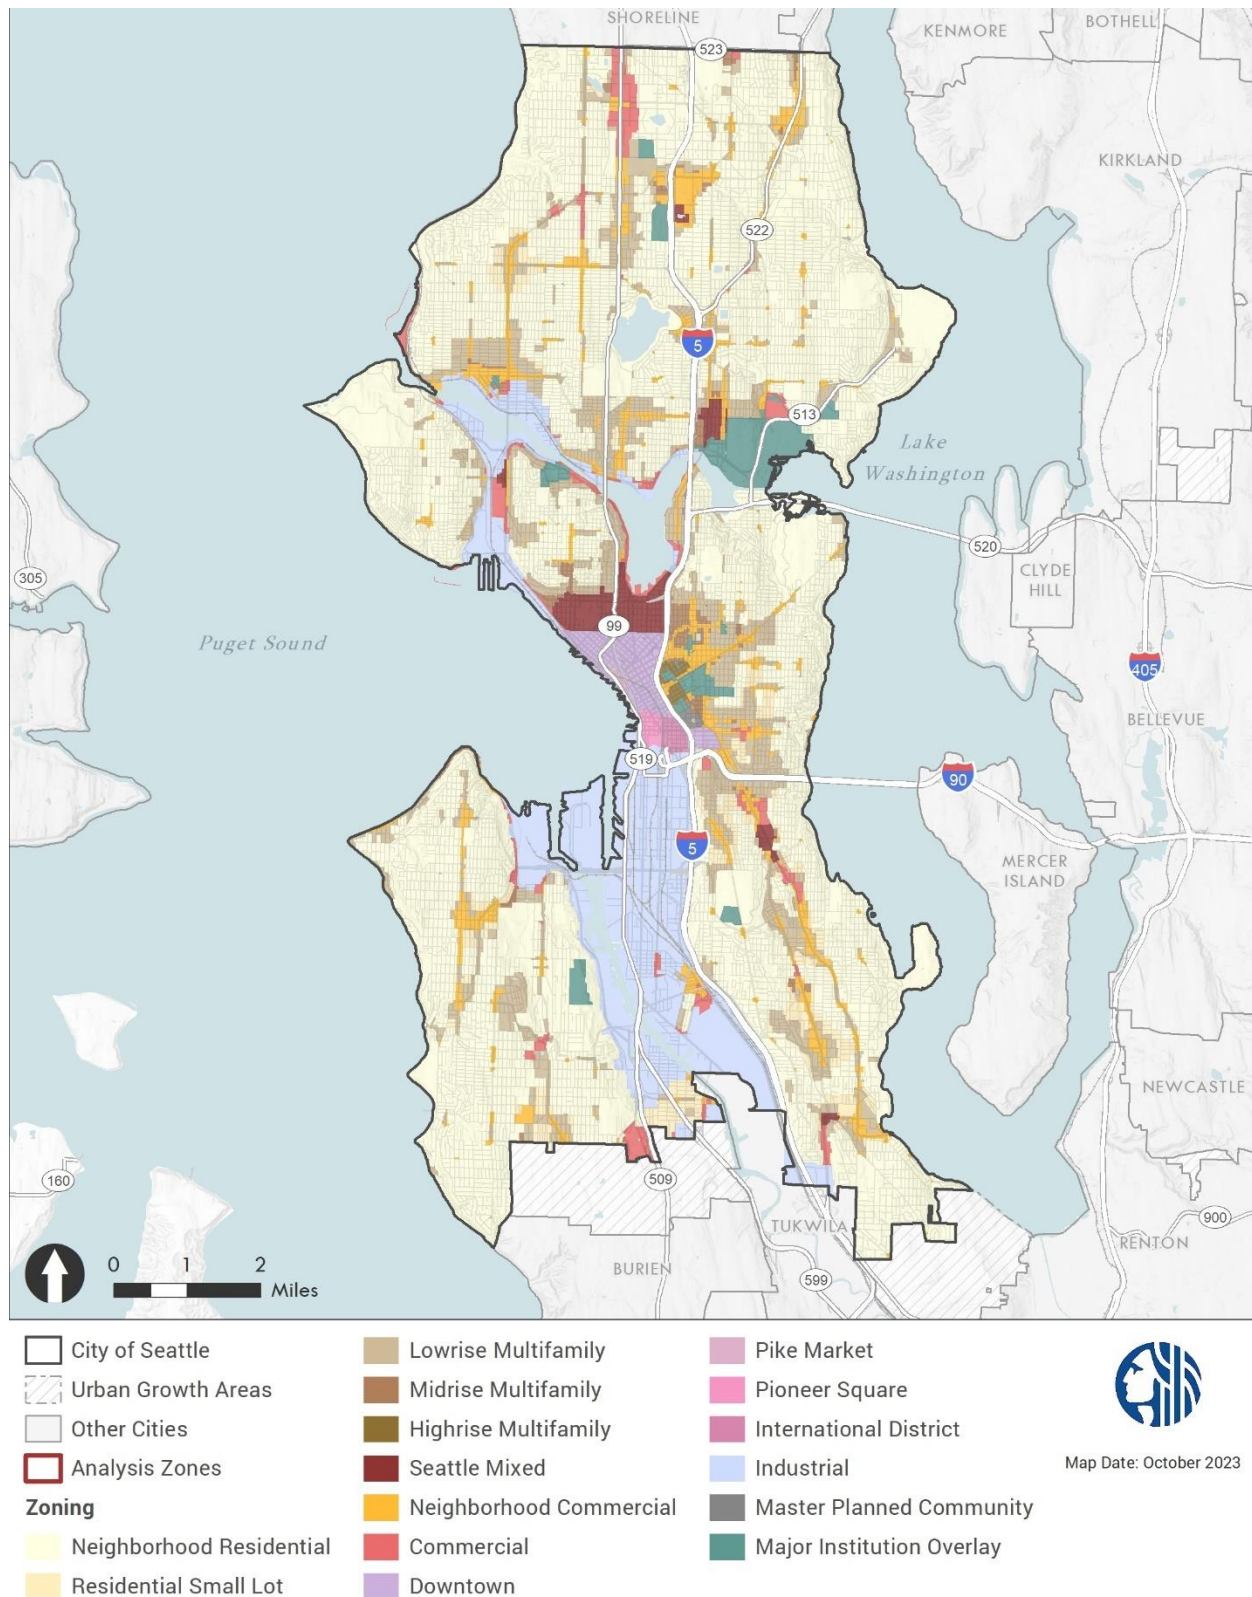 SHORELINE
KENMORE
BOTHELL
523
KIRKLAND
522
5
513
Lake
Washington
520
CLYDE
HILL
305
99
Puget Sound
405
BELLEVUE
519
90
5
MERCER
ISLAND
NEWCASTLE
160
509
TUKWILA
900
RENTON
BURIEN
599
0 1 2
Miles
City of Seattle
Urban Growth Areas
Other Cities
Analysis Zones
Zoning
Neighborhood Residential
Residential Small Lot
Lowrise Multifamily
Midrise Multifamily
Highrise Multifamily
Seattle Mixed
Neighborhood Commercial
Commercial
Downtown
Pike Market
Pioneer Square
International District
Industrial
Master Planned Community
Major Institution Overlay
Map Date: October 2023